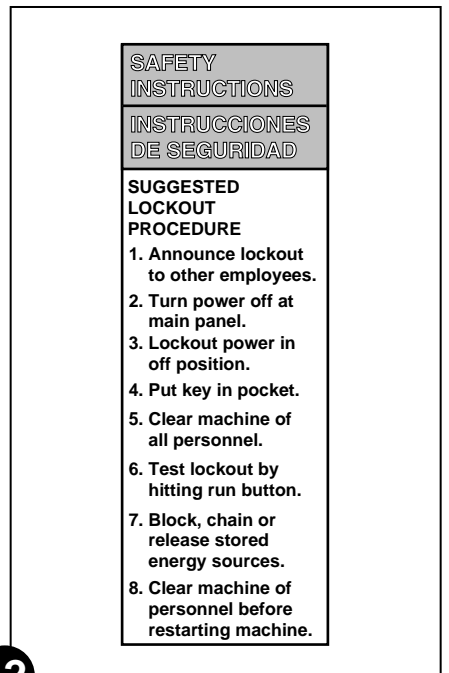 SAFETY
INSTRUCTIONS
INSTRUCCIONES
DE SEGURIDAD
SUGGESTED
LOCKOUT
PROCEDURE
1. Announce lockout
to other employees.
2. Turn power off at
main panel.
3. Lockout power in
off position.
4. Put key in pocket.
5. Clear machine of
all personnel.
6. Test lockout by
hitting run button.
7. Block, chain or
release stored
energy sources.
8. Clear machine of
personnel before
restarting machine.
2